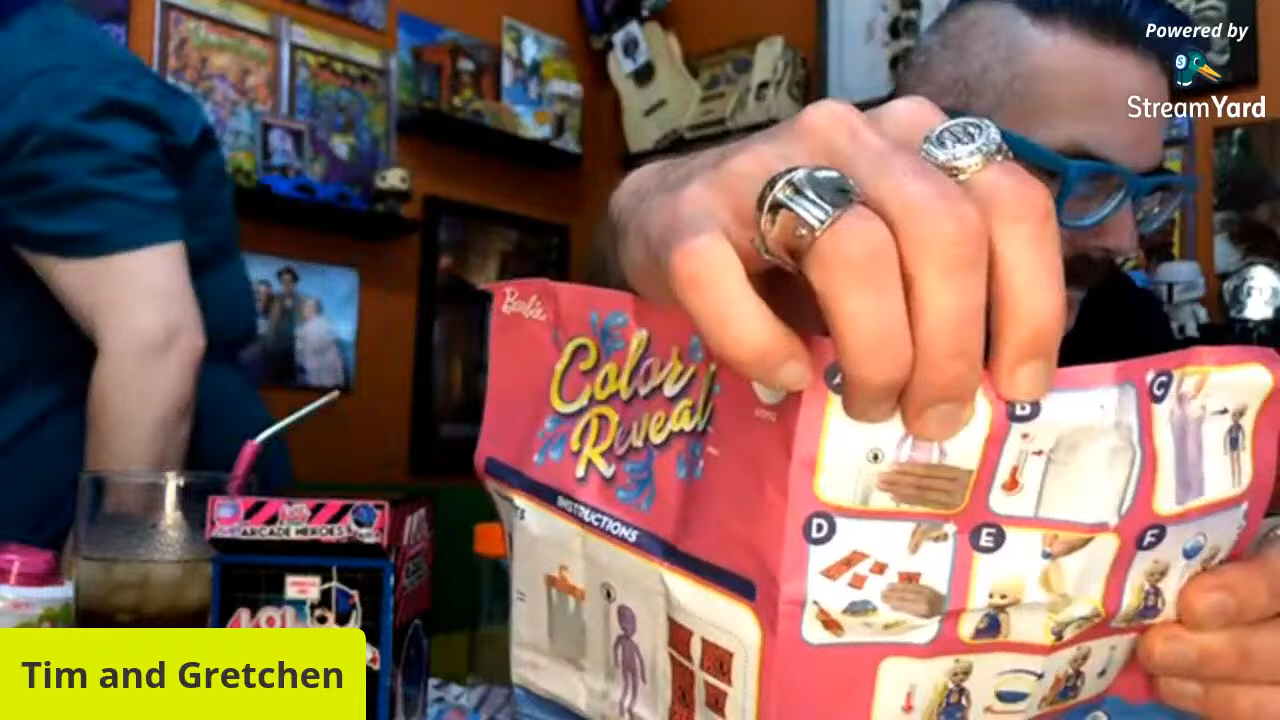 Powered by
StreamYard
Barbie
Color
Reveal
INSTRUCTIONS
B
C
D
E
F
ARCADE HEROES
Tim and Gretchen